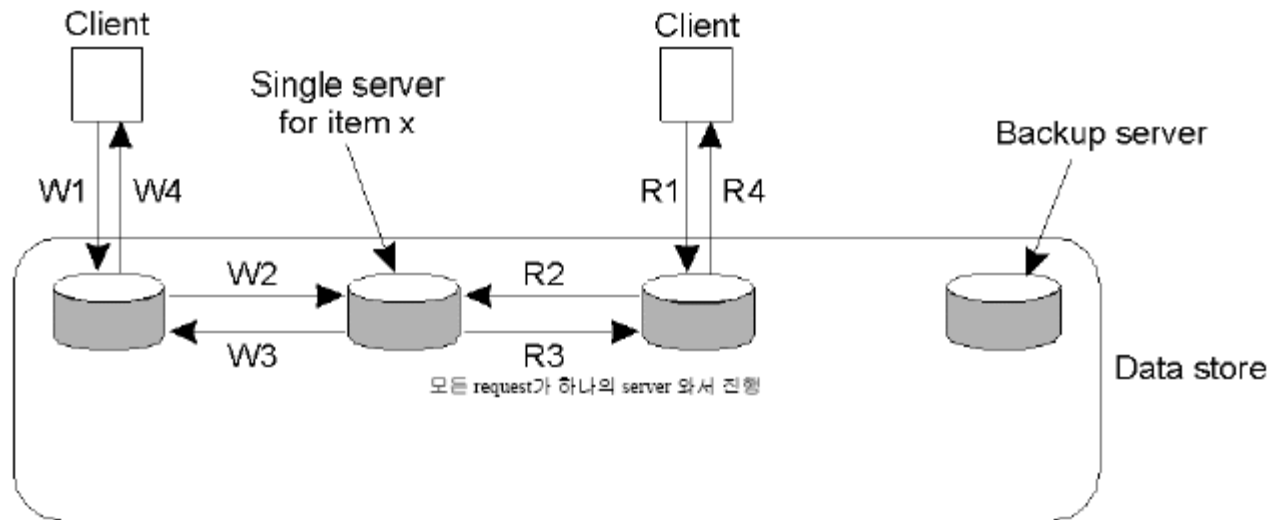 Client
Client
Single server
for item x
Backup server
W1
W4
R1
R4
W2
R2
W3
R3
모든 request가 하나의 server 와서 진행
Data store